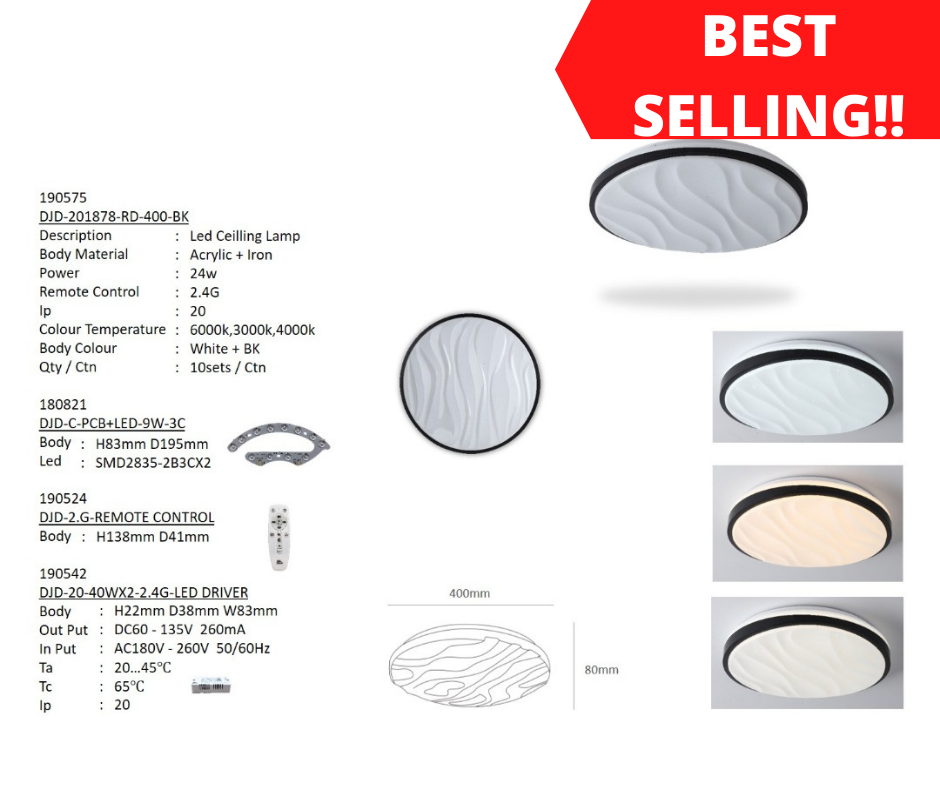 BEST
SELLING!!
190575
DJD-201878-RD-400-BK
Description : Led Ceilling Lamp
Body Material : Acrylic + Iron
Power : 24w
Remote Control : 2.4G
Ip : 20
Colour Temperature : 6000k,3000k,4000k
Body Colour : White + BK
Qty / Ctn : 10sets / Ctn
180821
DJD-C-PCB+LED-9W-3C
Body : H83mm D195mm
Led : SMD2835-2B3CX2
190524
DJD-2.G-REMOTE CONTROL
Body : H138mm D41mm
190542
DJD-20-40WX2-2.4G-LED DRIVER
Body : H22mm D38mm W83mm
Out Put : DC60 - 135V 260mA
In Put : AC180V - 260V 50/60Hz
Ta : 20...45℃
Tc : 65℃
Ip : 20
400mm
80mm